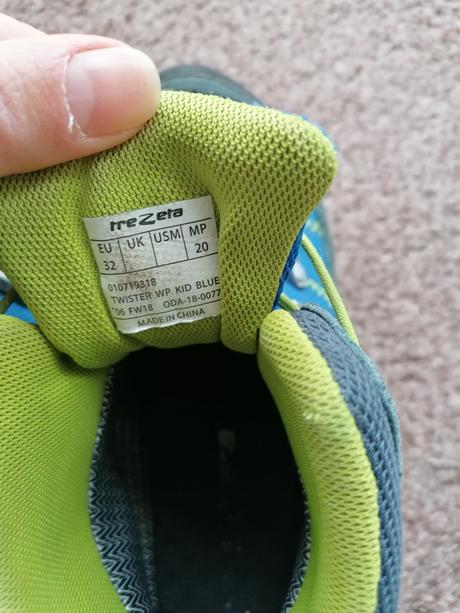 treZeta
EU UK USM MP
32 20
010719318
TWISTER WP KID BLUE
06 FW18 ODA-18-0077
MADE IN CHINA